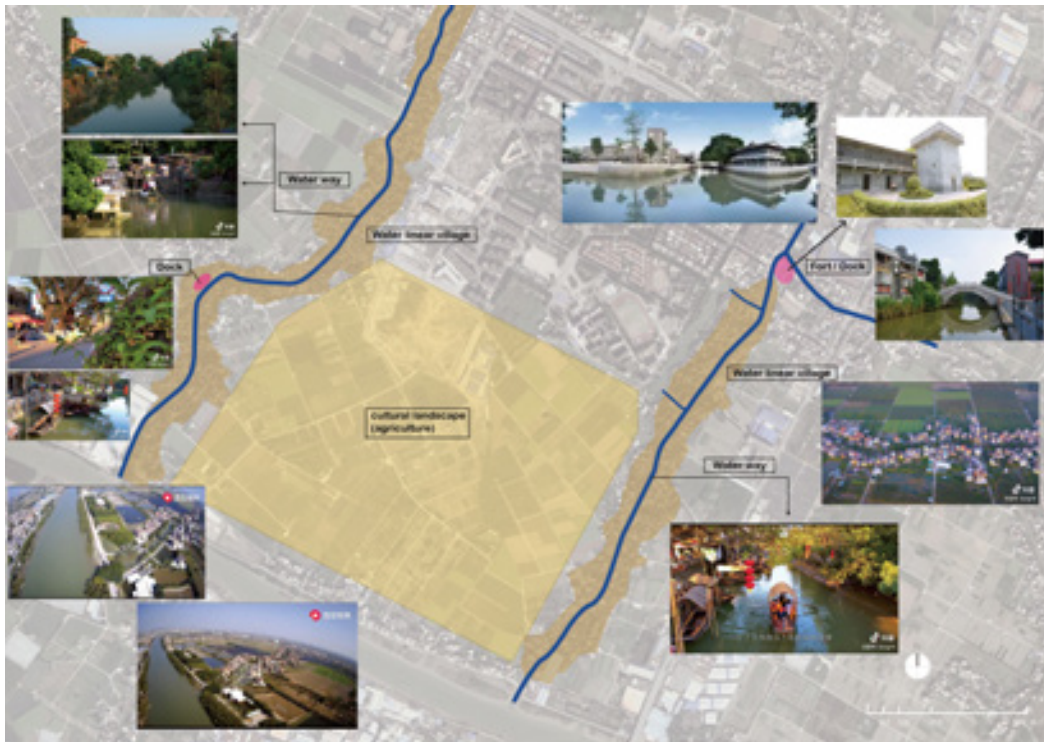 Water way
Water linear village
Dock
Fort / Dock
Water linear village
cultural landscape
(agriculture)
Water way